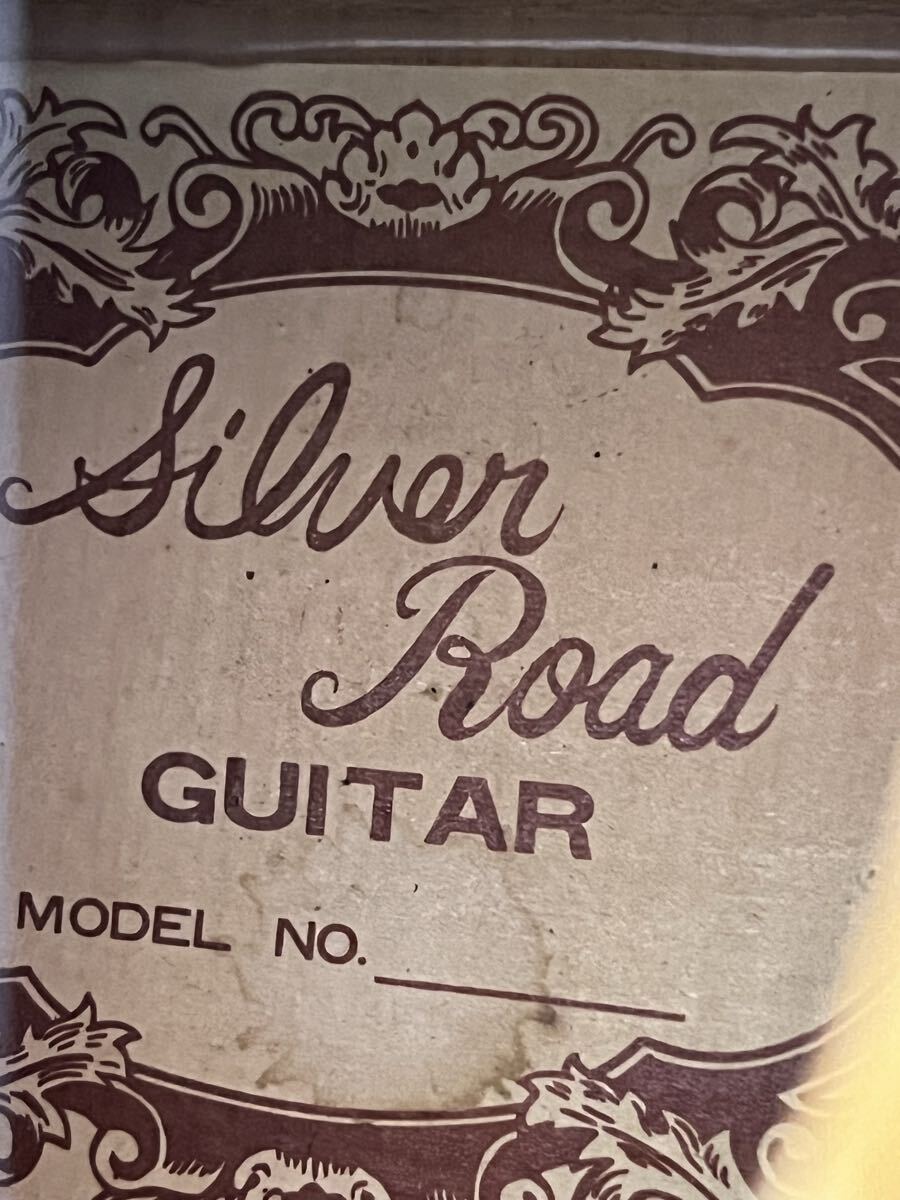 Silver
Road
GUITAR
MODEL NO.